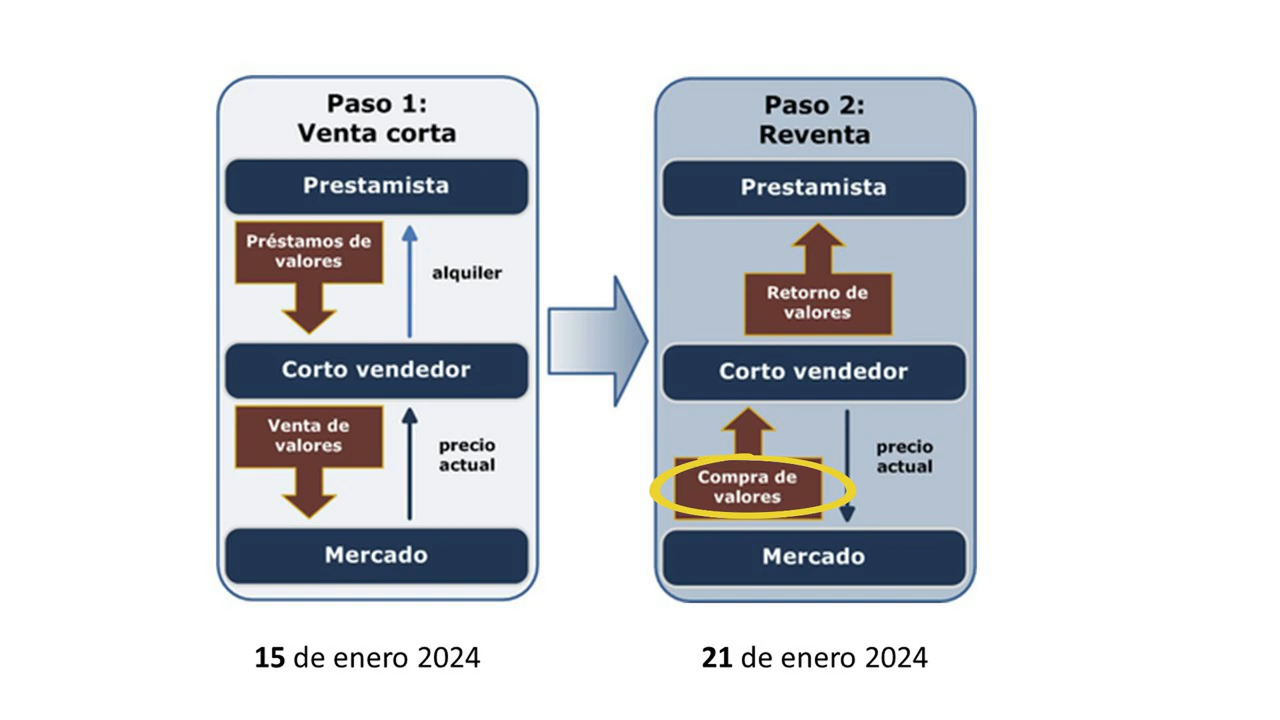 Paso 1:
Venta corta
Prestamista
Préstamos de
valores
alquiler
Corto vendedor
Venta de
valores
precio
actual
Mercado
15 de enero 2024
Paso 2:
Reventa
Prestamista
Retorno de
valores
Corto vendedor
Compra de
valores
precio
actual
Mercado
21 de enero 2024